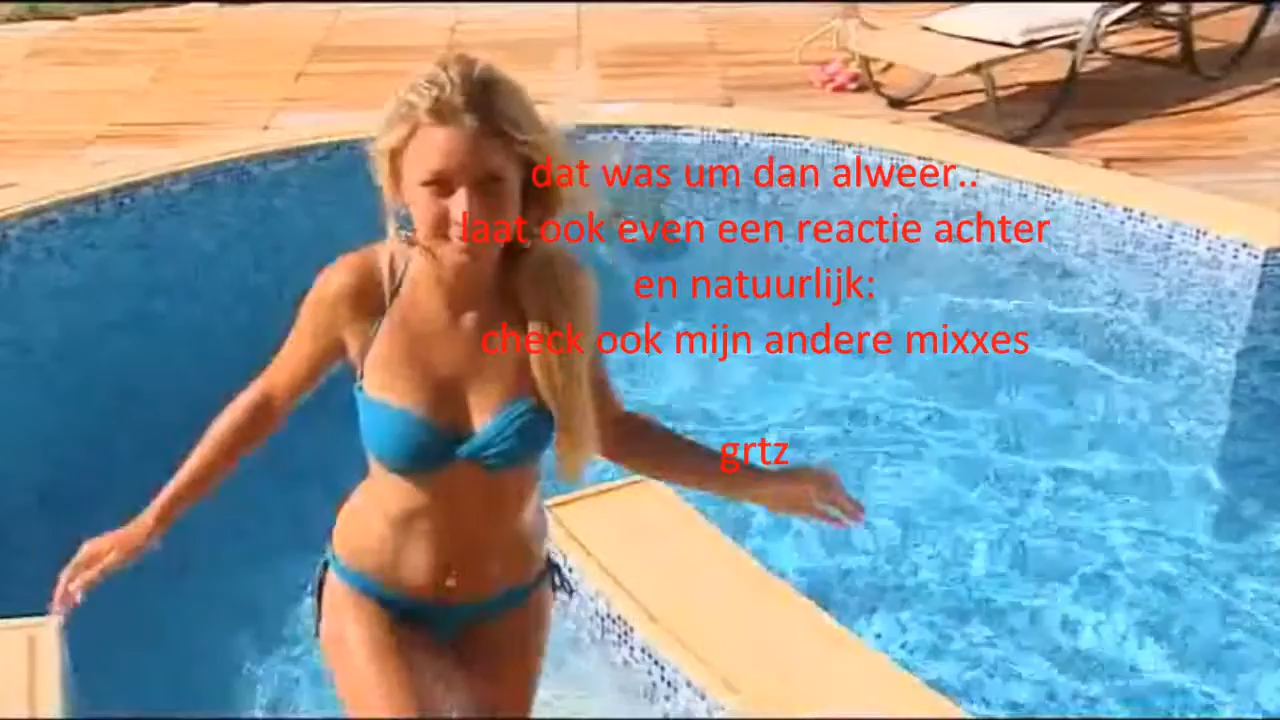 dat was um dan alweer..
laat ook even een reactie achter
en natuurlijk:
check ook mijn andere mixxes
grtz